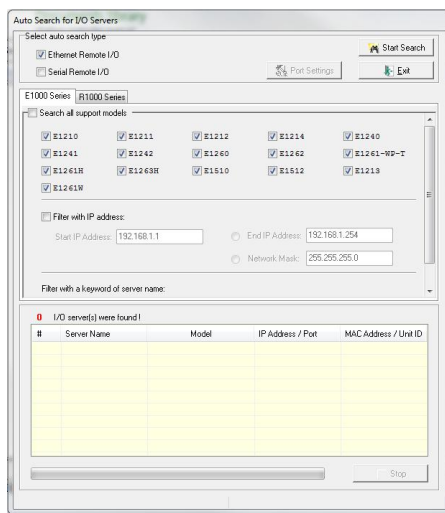 Auto Search for I/O Servers
Select auto search type
Ethernet Remote I/O
Start Search
Serial Remote I/O
Port Settings
Exit
E1000 Series R1000 Series
Search all support models
E1210 E1211 E1212 E1214 E1240
E1241 E1242 E1260 E1262 E1261-WP-T
E1261H E1263H E1510 E1512 E1213
E1261W
Filter with IP address:
Start IP Address: 192.168.1.1 End IP Address: 192.168.1.254
Network Mask: 255.255.255.0
Filter with a keyword of server name:
0 I/O server(s) were found !
# Server Name Model IP Address / Port MAC Address / Unit ID
Stop